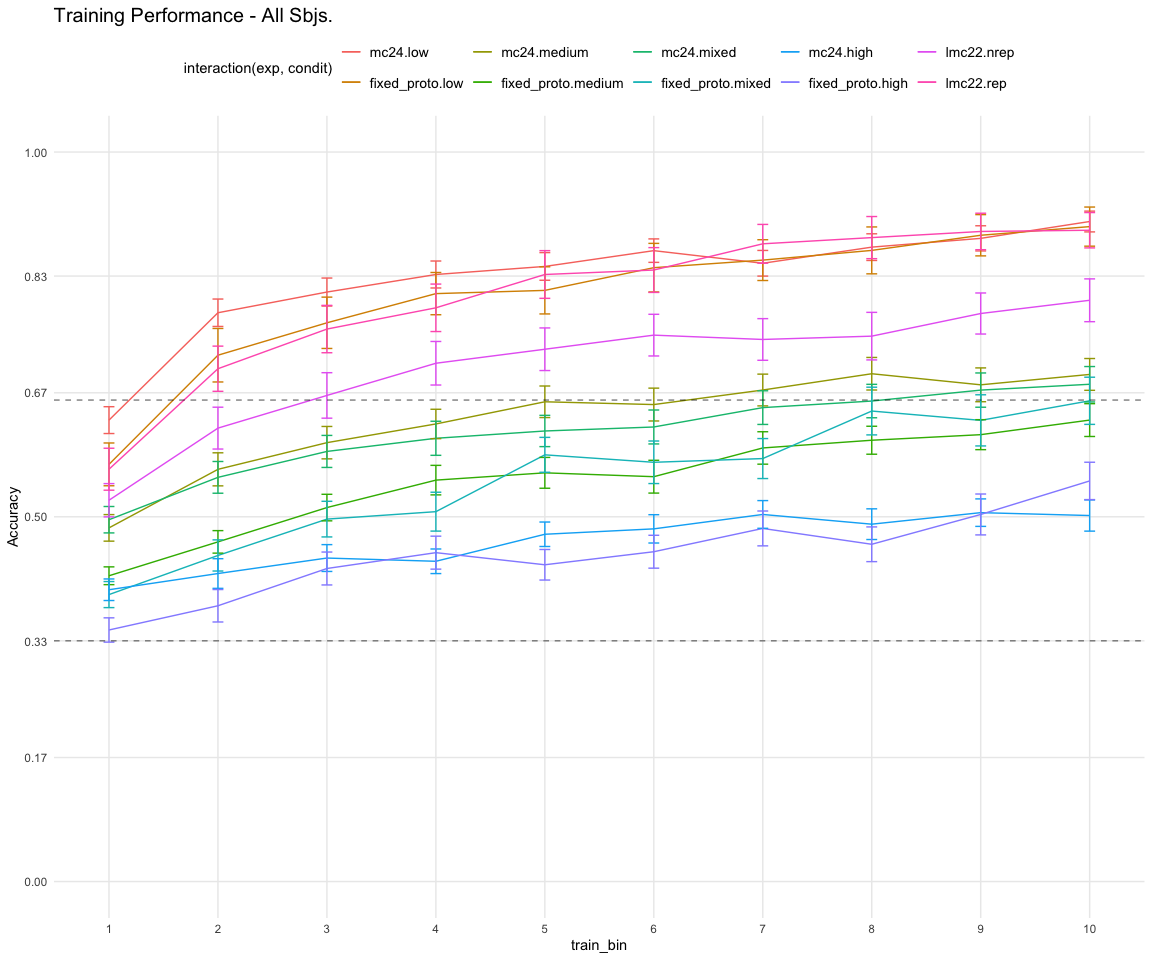 Training Performance - All Sbjs.
interaction(exp, condit)
mc24.low mc24.medium mc24.mixed mc24.high lmc22.nrep
fixed_proto.low fixed_proto.medium fixed_proto.mixed fixed_proto.high lmc22.rep
1.00
0.83
0.67
0.50
0.33
0.17
0.00
Accuracy
1 2 3 4 5 6 7 8 9 10
train_bin